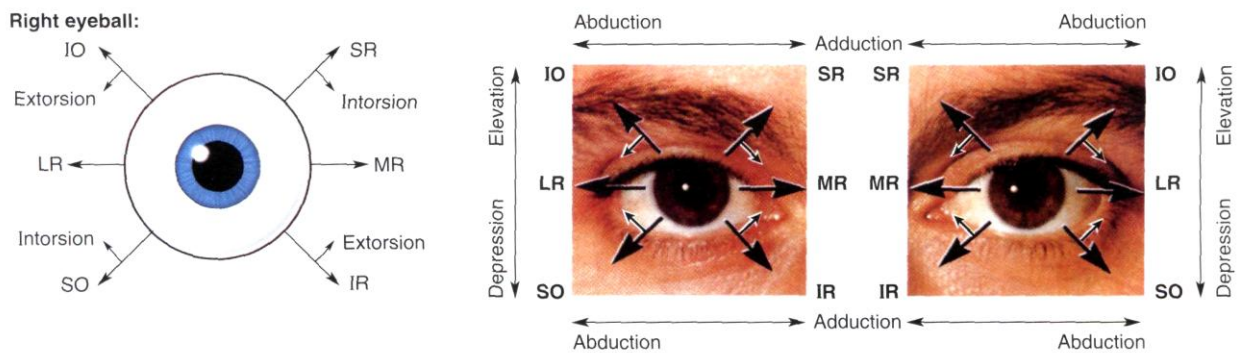 Right eyeball:
IO
SR
Extorsion
Intorsion
LR
MR
Intorsion
Extorsion
SO
IR
Abduction
Adduction
Abduction
Elevation
Depression
IO
SR
LR
MR
SO
IR
SR
IO
MR
LR
IR
SO
Elevation
Depression
Abduction
Adduction
Abduction